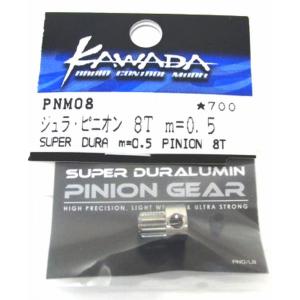 KAWADA
RADIO CONTROL MODEL
PNM08 ★700
ジュラ・ピニオン 8T m=0.5
SUPER DURA m=0.5 PINION 8T
SUPER DURALUMIN
PINION GEAR
HIGH PRECISION, LIGHT WE & ULTRA STRONG